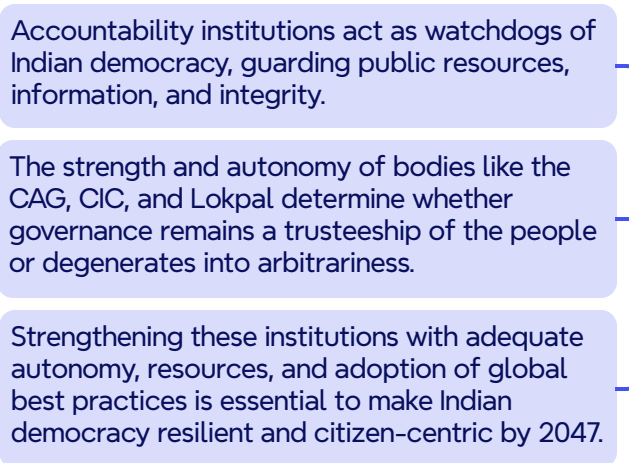 Accountability institutions act as watchdogs of
Indian democracy, guarding public resources,
information, and integrity.
The strength and autonomy of bodies like the
CAG, CIC, and Lokpal determine whether
governance remains a trusteeship of the people
or degenerates into arbitrariness.
Strengthening these institutions with adequate
autonomy, resources, and adoption of global
best practices is essential to make Indian
democracy resilient and citizen-centric by 2047.